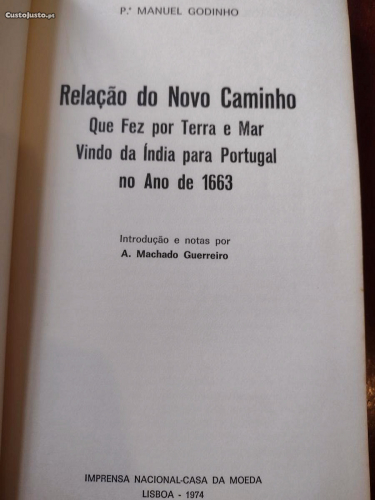 CustoJusto.pt
P.e MANUEL GODINHO
Relação do Novo Caminho
Que Fez por Terra e Mar
Vindo da Índia para Portugal
no Ano de 1663
Introdução e notas por
A. Machado Guerreiro
IMPRENSA NACIONAL-CASA DA MOEDA
LISBOA - 1974